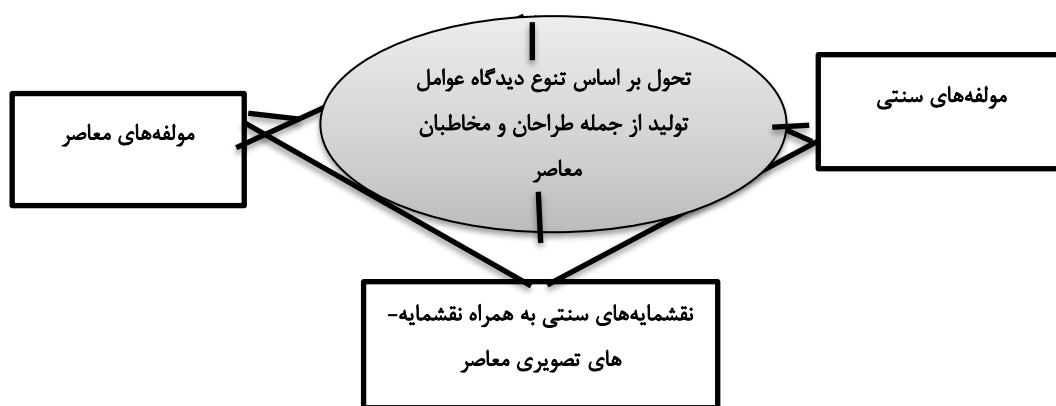 تحول بر اساس تنوع دیدگاه عوامل
تولید از جمله طراحان و مخاطبان
معاصر
مولفه‌های سنتی
مولفه‌های معاصر
نقشمایه‌های سنتی به همراه نقشمایه-
های تصویری معاصر